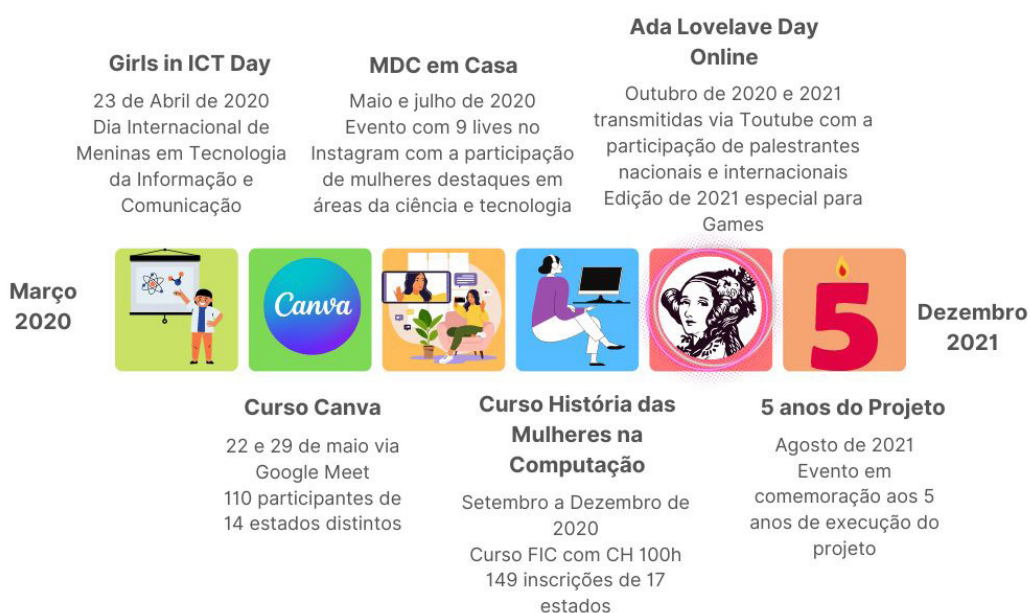 Março
2020
Girls in ICT Day
23 de Abril de 2020
Dia Internacional de
Meninas em Tecnologia
da Informação e
Comunicação
Canva
Curso Canva
22 e 29 de maio via
Google Meet
110 participantes de
14 estados distintos
MDC em Casa
Maio e julho de 2020
Evento com 9 lives no
Instagram com a participação
de mulheres destaques em
áreas da ciência e tecnologia
Curso História das
Mulheres na
Computação
Setembro a Dezembro de
2020
Curso FIC com CH 100h
149 inscrições de 17
estados
Ada Lovelave Day
Online
Outubro de 2020 e 2021
transmitidas via Toutube com a
participação de palestrantes
nacionais e internacionais
Edição de 2021 especial para
Games
5
5 anos do Projeto
Agosto de 2021
Evento em
comemoração aos 5
anos de execução do
projeto
Dezembro
2021